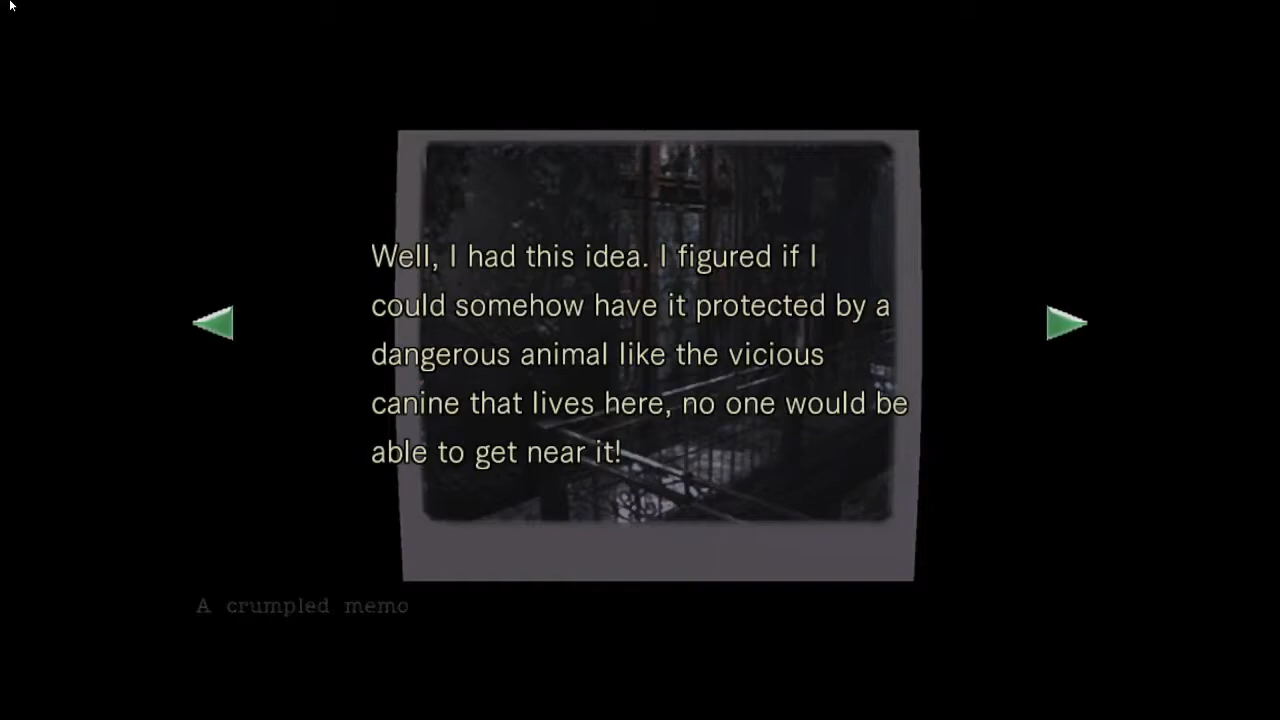 Well, I had this idea. I figured if I
could somehow have it protected by a
dangerous animal like the vicious
canine that lives here, no one would be
able to get near it!
A crumpled memo